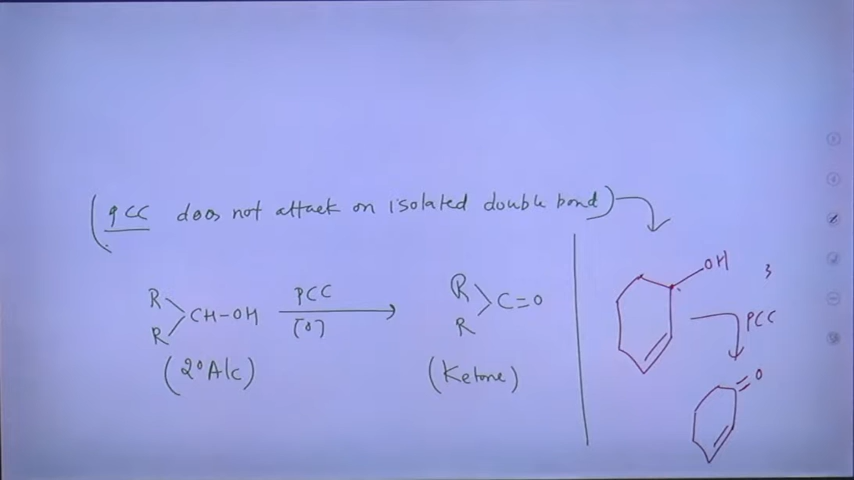 (PCC does not attack on isolated double bond)
R
R
CH-OH
PCC
[O]
R
R
C=O
(2° Alc)
(Ketone)
OH
3
PCC
O